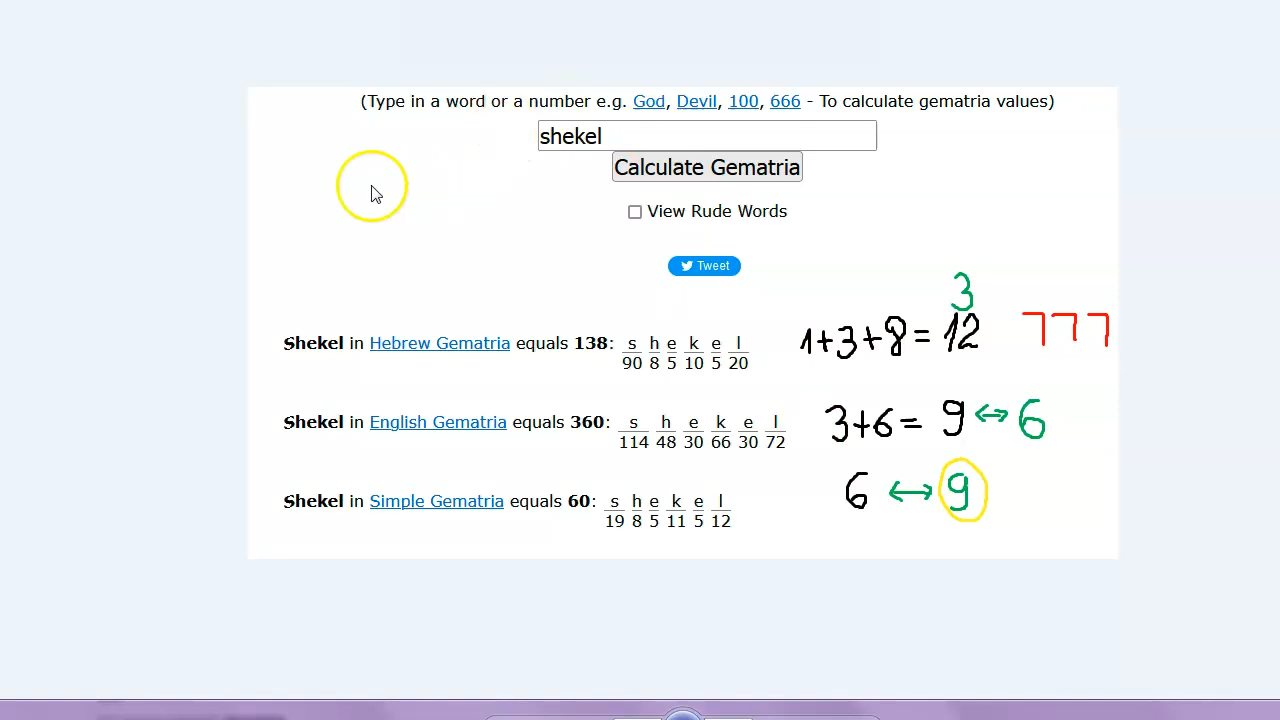 (Type in a word or a number e.g. God, Devil, 100, 666 - To calculate gematria values)
shekel
Calculate Gematria
View Rude Words
Tweet
3
Shekel in Hebrew Gematria equals 138: s h e k e l 1+3+8= 12 777
90 8 5 10 5 20
Shekel in English Gematria equals 360: s h e k e l 3+6= 9 ↔ 6
114 48 30 66 30 72
Shekel in Simple Gematria equals 60: s h e k e l 6 ↔ 9
19 8 5 11 5 12